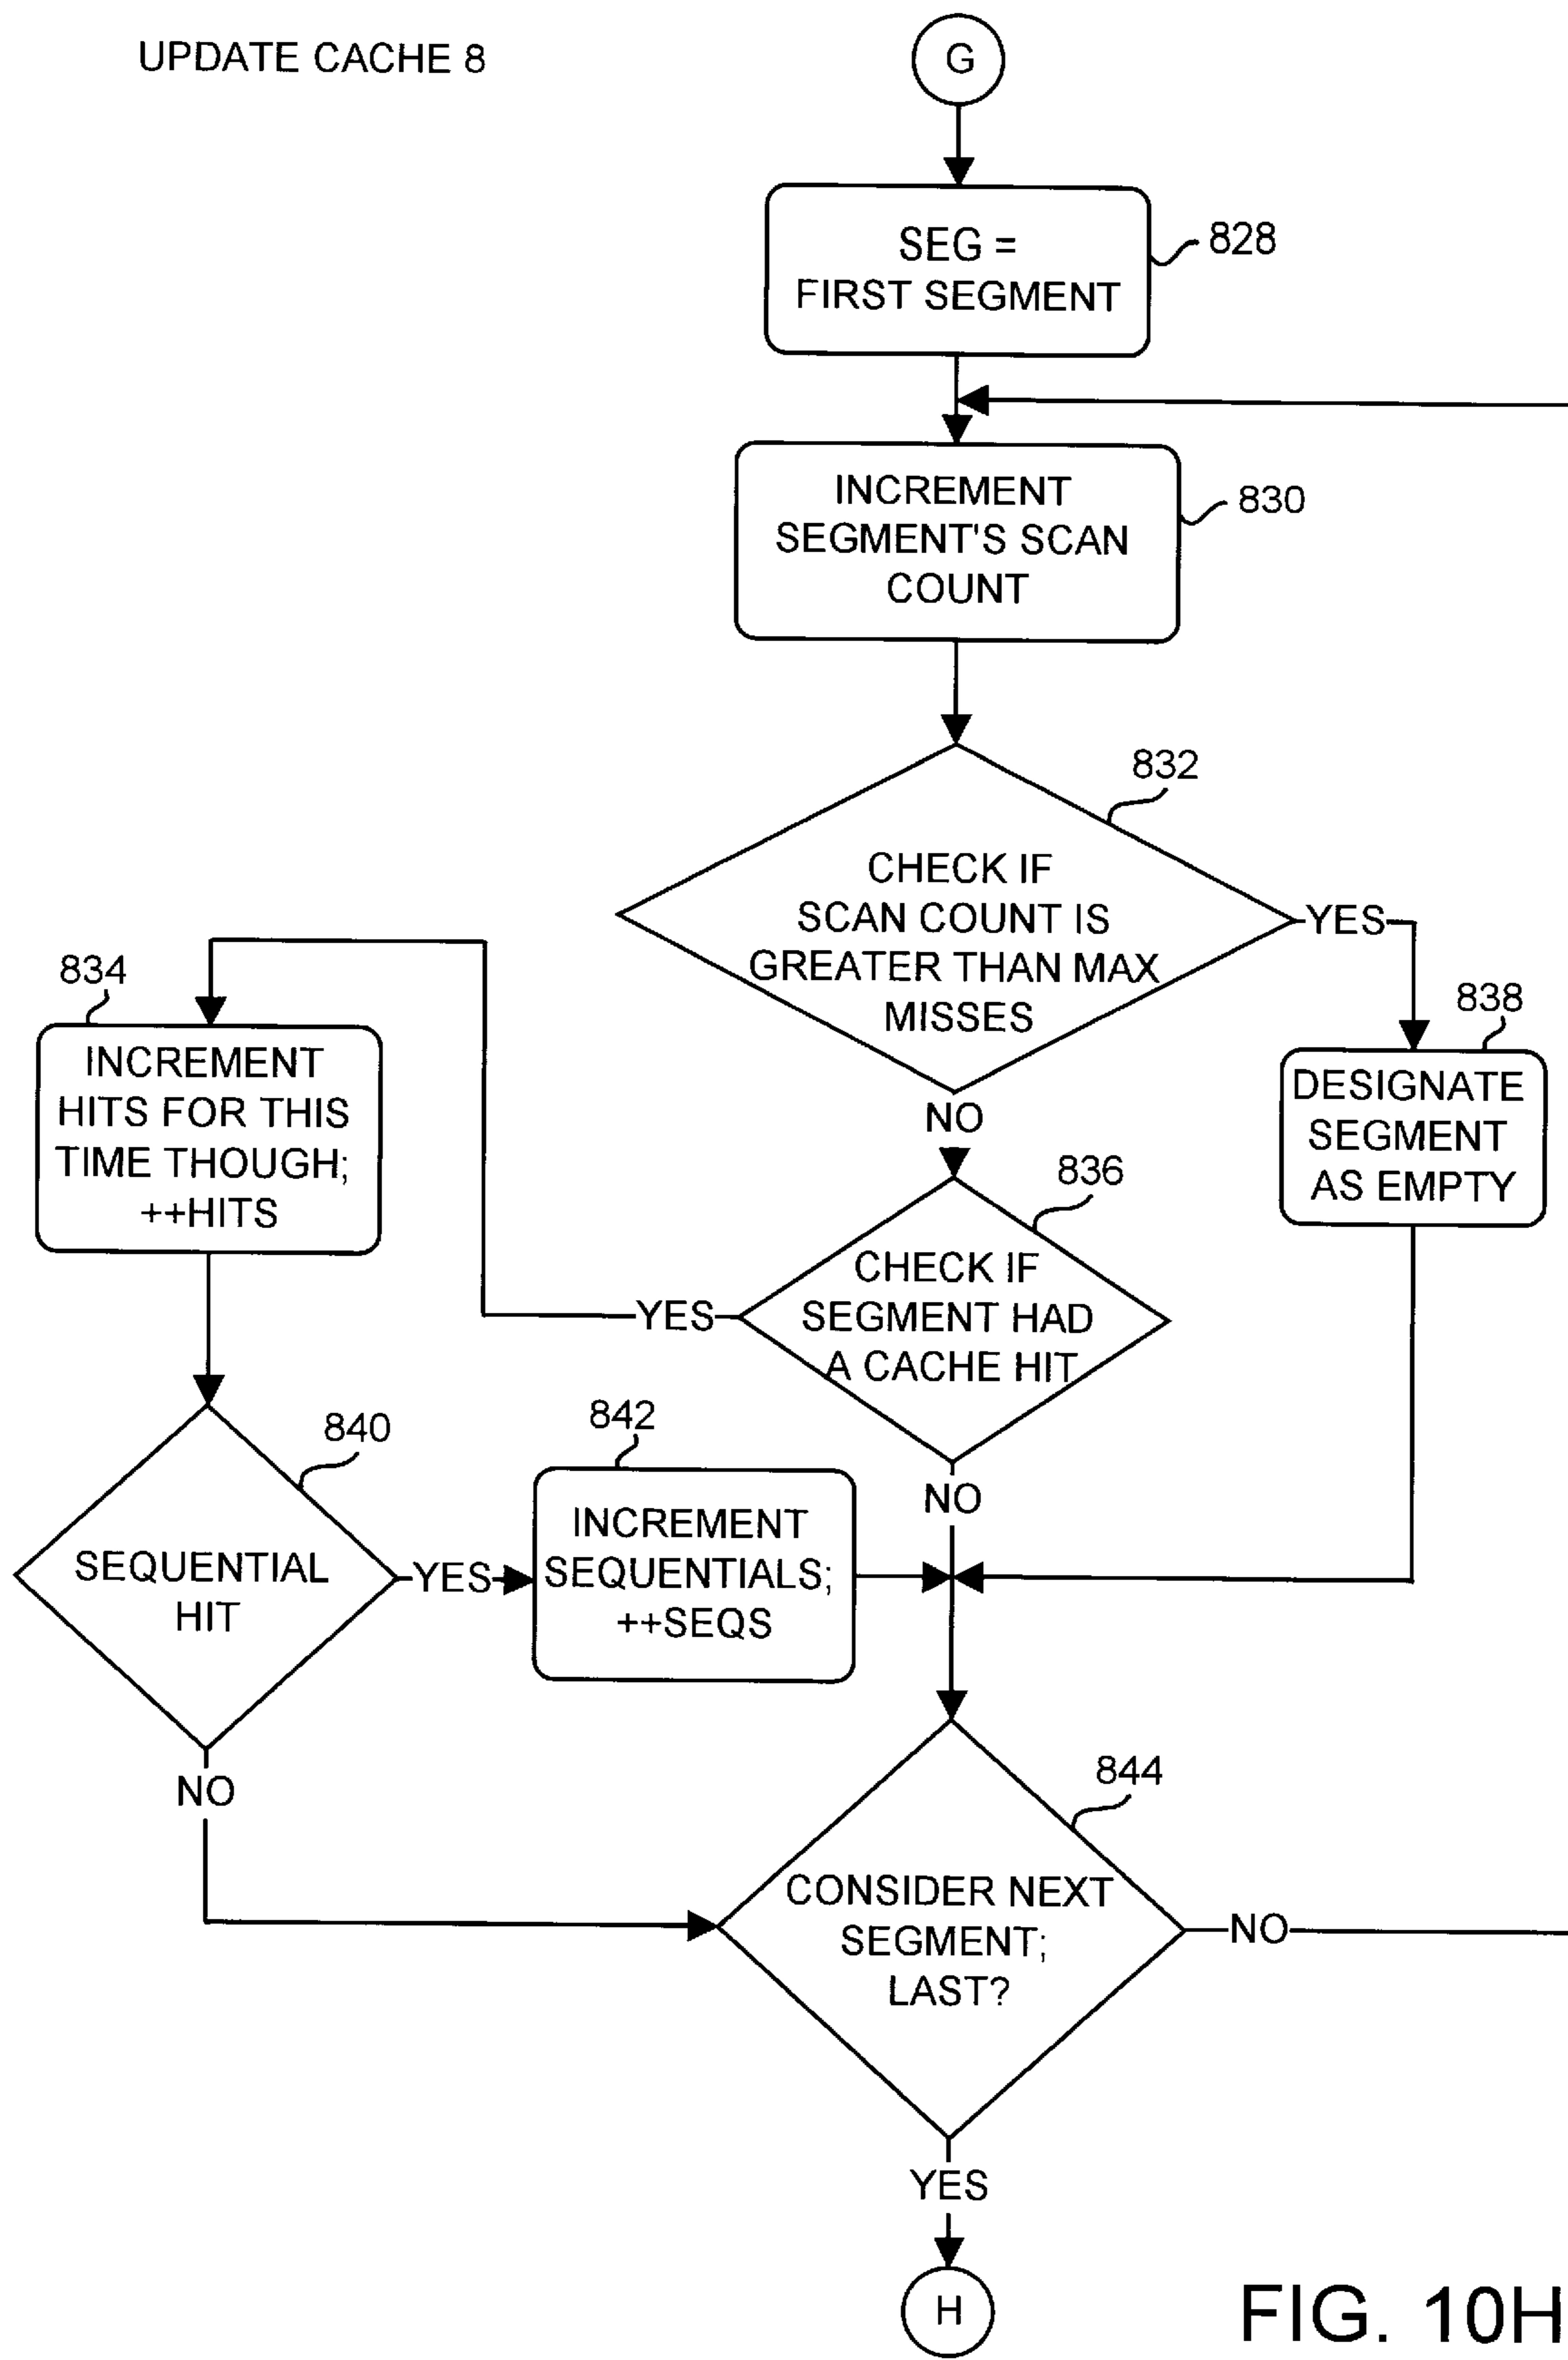 UPDATE CACHE 8
G
SEG =
FIRST SEGMENT
828
INCREMENT
SEGMENT'S SCAN
COUNT
830
832
CHECK IF
SCAN COUNT IS
GREATER THAN MAX
MISSES
YES
NO
834
INCREMENT
HITS FOR THIS
TIME THOUGH;
++HITS
838
DESIGNATE
SEGMENT
AS EMPTY
836
CHECK IF
SEGMENT HAD
A CACHE HIT
YES
NO
840
SEQUENTIAL
HIT
YES
NO
842
INCREMENT
SEQUENTIALS;
++SEQS
844
CONSIDER NEXT
SEGMENT;
LAST?
NO
YES
H
FIG. 10H